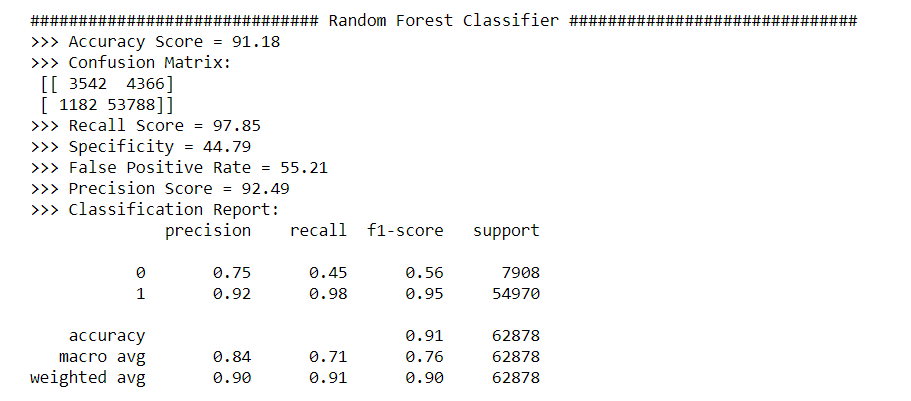 ############################## Random Forest Classifier ##############################
>>> Accuracy Score = 91.18
>>> Confusion Matrix:
[[ 3542  4366]
[ 1182 53788]]
>>> Recall Score = 97.85
>>> Specificity = 44.79
>>> False Positive Rate = 55.21
>>> Precision Score = 92.49
>>> Classification Report:
precision recall f1-score support
0 0.75 0.45 0.56 7908
1 0.92 0.98 0.95 54970
accuracy 0.91 62878
macro avg 0.84 0.71 0.76 62878
weighted avg 0.90 0.91 0.90 62878